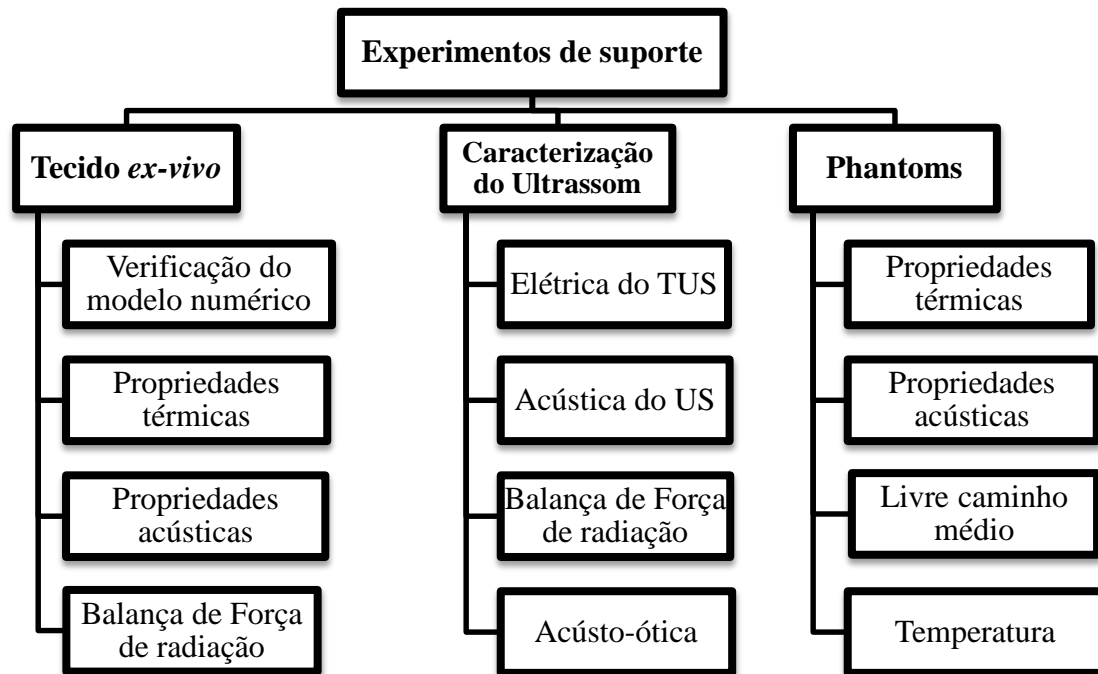 Experimentos de suporte
Tecido ex-vivo
Verificação do
modelo numérico
Propriedades
térmicas
Propriedades
acústicas
Balança de Força
de radiação
Caracterização
do Ultrassom
Elétrica do TUS
Acústica do US
Balança de Força
de radiação
Acústo-ótica
Phantoms
Propriedades
térmicas
Propriedades
acústicas
Livre caminho
médio
Temperatura